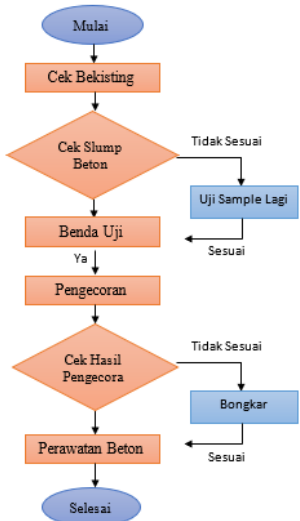 Mulai
Cek Bekisting
Cek Slump
Beton
Tidak Sesuai
Uji Sample Lagi
Sesuai
Benda Uji
Ya
Pengecoran
Cek Hasil
Pengecora
Tidak Sesuai
Bongkar
Sesuai
Perawatan Beton
Selesai